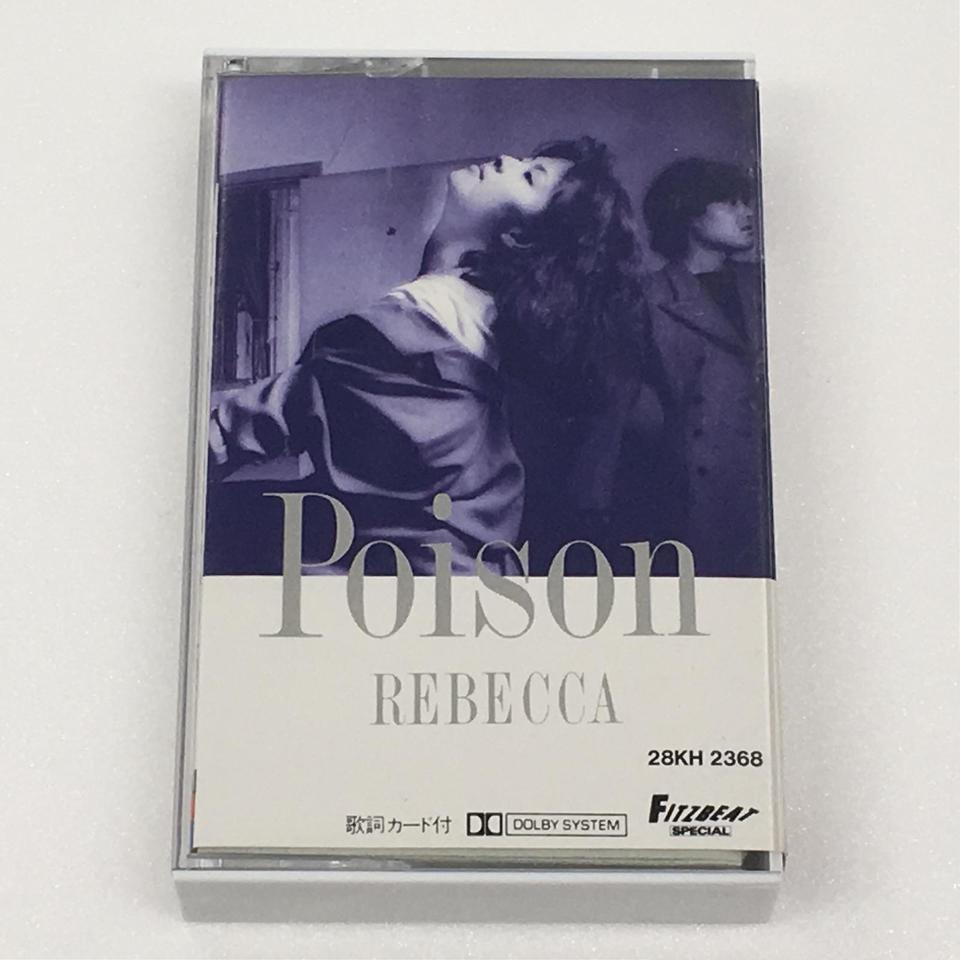 Poison
REBECCA
28KH 2368
歌詞カード付 DOLBY SYSTEM
FITZBEAT
SPECIAL